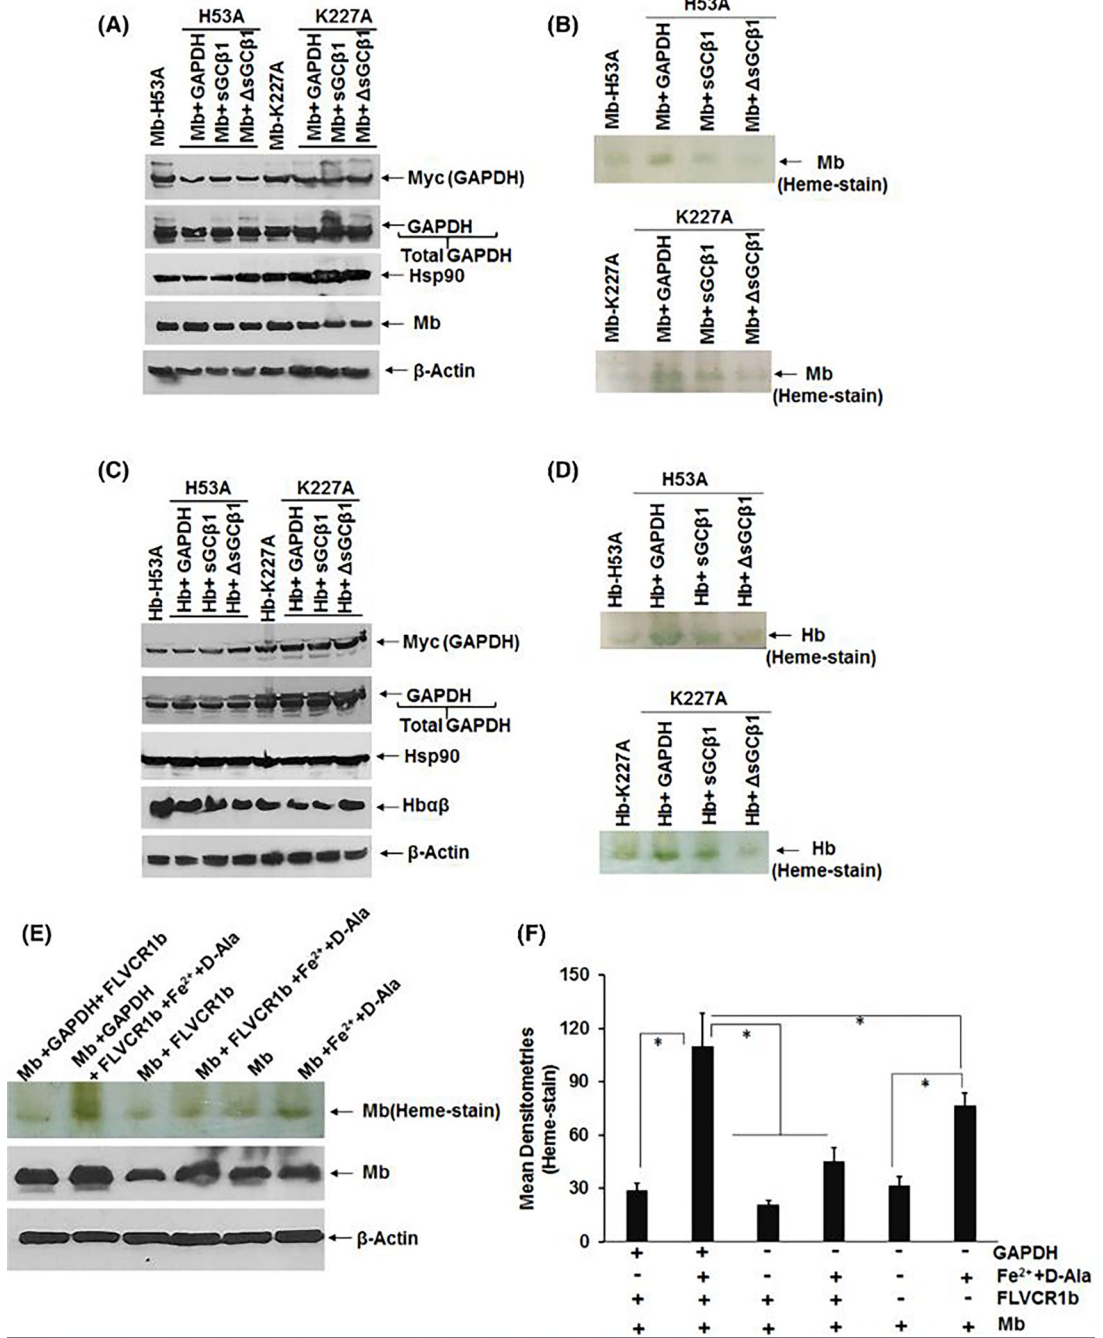 (A)
H53A
K227A
Mb-H53A
Mb+ GAPDH
Mb+ sGCβ1
Mb+ ΔsGCβ1
Mb-K227A
Mb+ GAPDH
Mb+ sGCβ1
Mb+ ΔsGCβ1
Myc (GAPDH)
GAPDH
Total GAPDH
Hsp90
Mb
β-Actin
(B)
H53A
Mb-H53A
Mb+ GAPDH
Mb+ sGCβ1
Mb+ ΔsGCβ1
Mb
(Heme-stain)
K227A
Mb-K227A
Mb+ GAPDH
Mb+ sGCβ1
Mb+ ΔsGCβ1
Mb
(Heme-stain)
(C)
H53A
K227A
Hb-H53A
Hb+ GAPDH
Hb+ sGCβ1
Hb+ ΔsGCβ1
Hb-K227A
Hb+ GAPDH
Hb+ sGCβ1
Hb+ ΔsGCβ1
Myc (GAPDH)
GAPDH
Total GAPDH
Hsp90
Hbαβ
β-Actin
(D)
H53A
Hb-H53A
Hb+ GAPDH
Hb+ sGCβ1
Hb+ ΔsGCβ1
Hb
(Heme-stain)
K227A
Hb-K227A
Hb+ GAPDH
Hb+ sGCβ1
Hb+ ΔsGCβ1
Hb
(Heme-stain)
(E)
Mb +GAPDH+ FLVCR1b
Mb +GAPDH
+ FLVCR1b +Fe²⁺+D-Ala
Mb + FLVCR1b
Mb + FLVCR1b +Fe²⁺+D-Ala
Mb
Mb +Fe²⁺+D-Ala
Mb(Heme-stain)
Mb
β-Actin
(F)
Mean Densitometries
(Heme-stain)
150
120
90
60
30
0
* * * *
+ + - - - - GAPDH
- + - + - + Fe²⁺+D-Ala
+ + + + - - FLVCR1b
+ + + + + + Mb